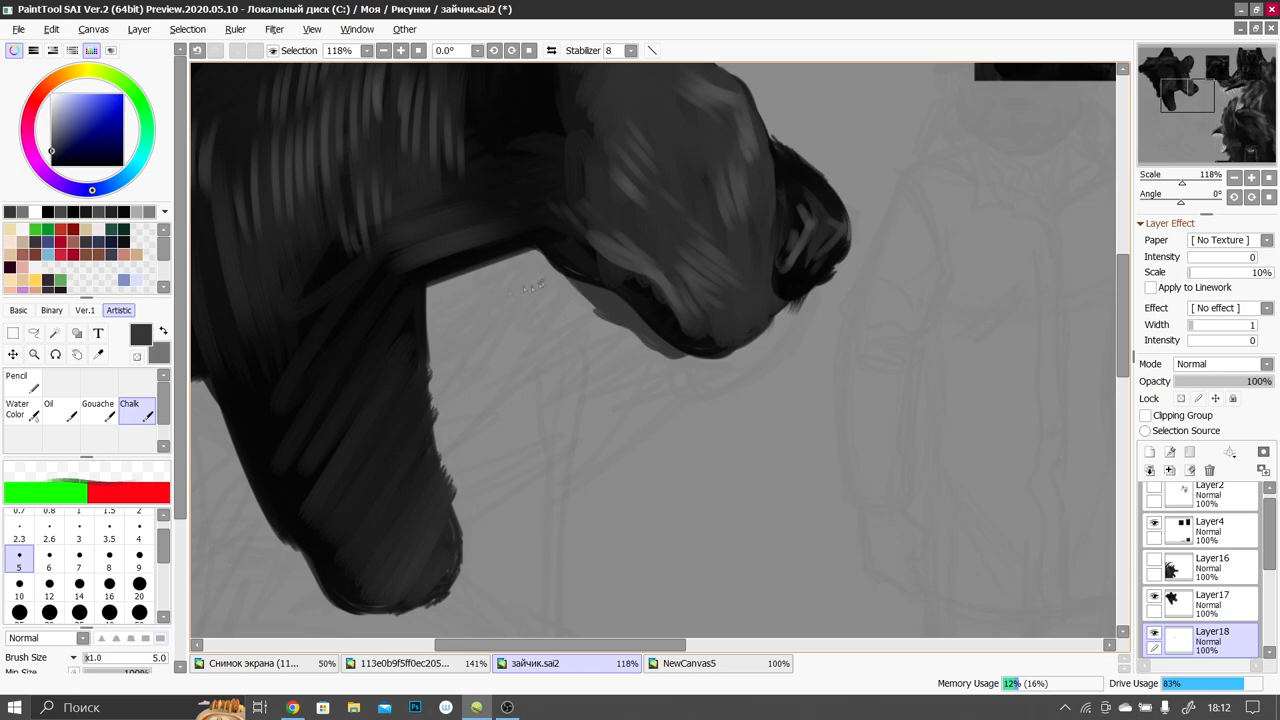 PaintTool SAI Ver.2 (64bit) Preview.2020.05.10 - Локальный диск (C:) / Моя / Рисунки / зайчик.sai2 (*)
File Edit Canvas Layer Selection Ruler Filter View Window Other
Selection 118% 0.0° Stabilizer 8
Scale 118%
Angle 0°
Layer Effect
Paper [ No Texture ]
Intensity 0
Scale 10%
Apply to Linework
Effect [ No effect ]
Width 1
Intensity 0
Mode Normal
Opacity 100%
Lock
Clipping Group
Selection Source
Basic Binary Ver.1 Artistic
T
Pencil
Water Color Oil Gouache Chalk
0.7 0.8 1 1.5 2
2.3 2.6 3 3.5 4
5 6 7 8 9
10 12 14 16 20
25 30 35 40 50
Normal
Brush Size x1.0 5.0
Min Size
Layer2
Normal
100%
Layer4
Normal
100%
Layer16
Normal
100%
Layer17
Normal
100%
Layer18
Normal
100%
Снимок экрана (11... 50% 113e0b9f5ff0ec205... 141% зайчик.sai2 118% NewCanvas5 100%
Memory Usage 12% (16%) Drive Usage 83%
Поиск Ps 18:12